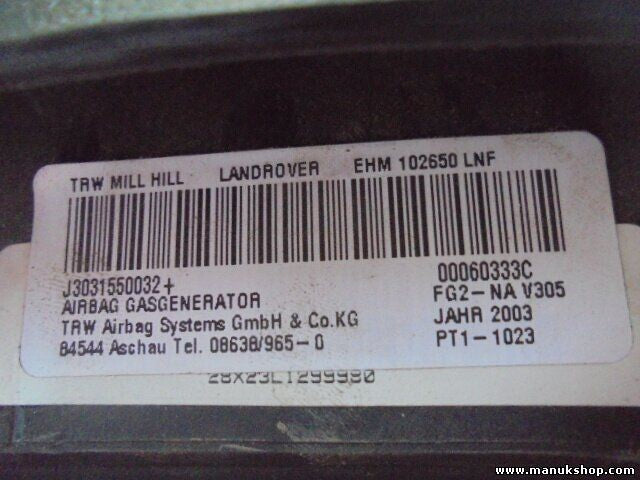 TRW MILL HILL LANDROVER EHM 102650 LNF
J3031550032+ 00060333C
AIRBAG GASGENERATOR FG2-NA V305
TRW Airbag Systems GmbH & Co.KG JAHR 2003
84544 Aschau Tel. 08638/965-0 PT1-1023
28X23L1299990
www.manukshop.com